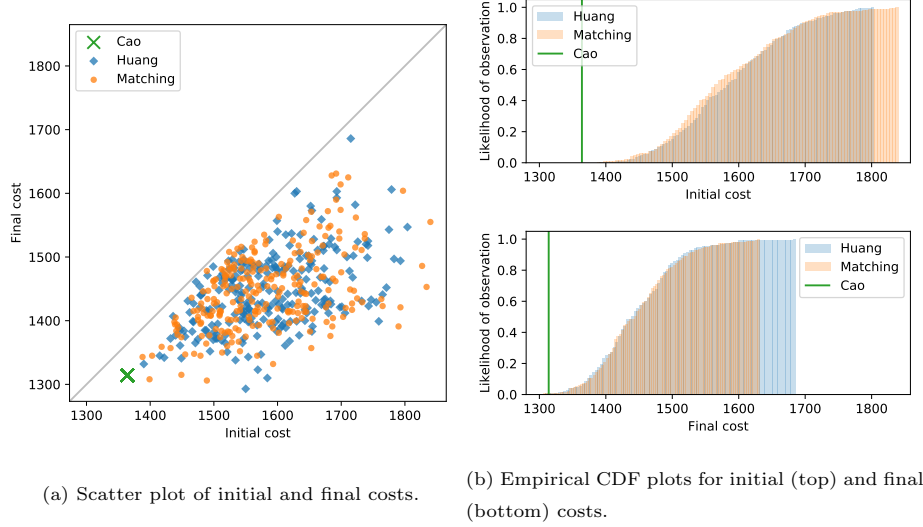 Cao
Huang
Matching
1800
1700
1600
1500
1400
1300
Final cost
1300 1400 1500 1600 1700 1800
Initial cost
(a) Scatter plot of initial and final costs.
Likelihood of observation
1.0
0.8
0.6
0.4
0.2
0.0
Huang
Matching
Cao
1300 1400 1500 1600 1700 1800
Initial cost
Likelihood of observation
1.0
0.8
0.6
0.4
0.2
0.0
Huang
Matching
Cao
1300 1400 1500 1600 1700 1800
Final cost
(b) Empirical CDF plots for initial (top) and final
(bottom) costs.